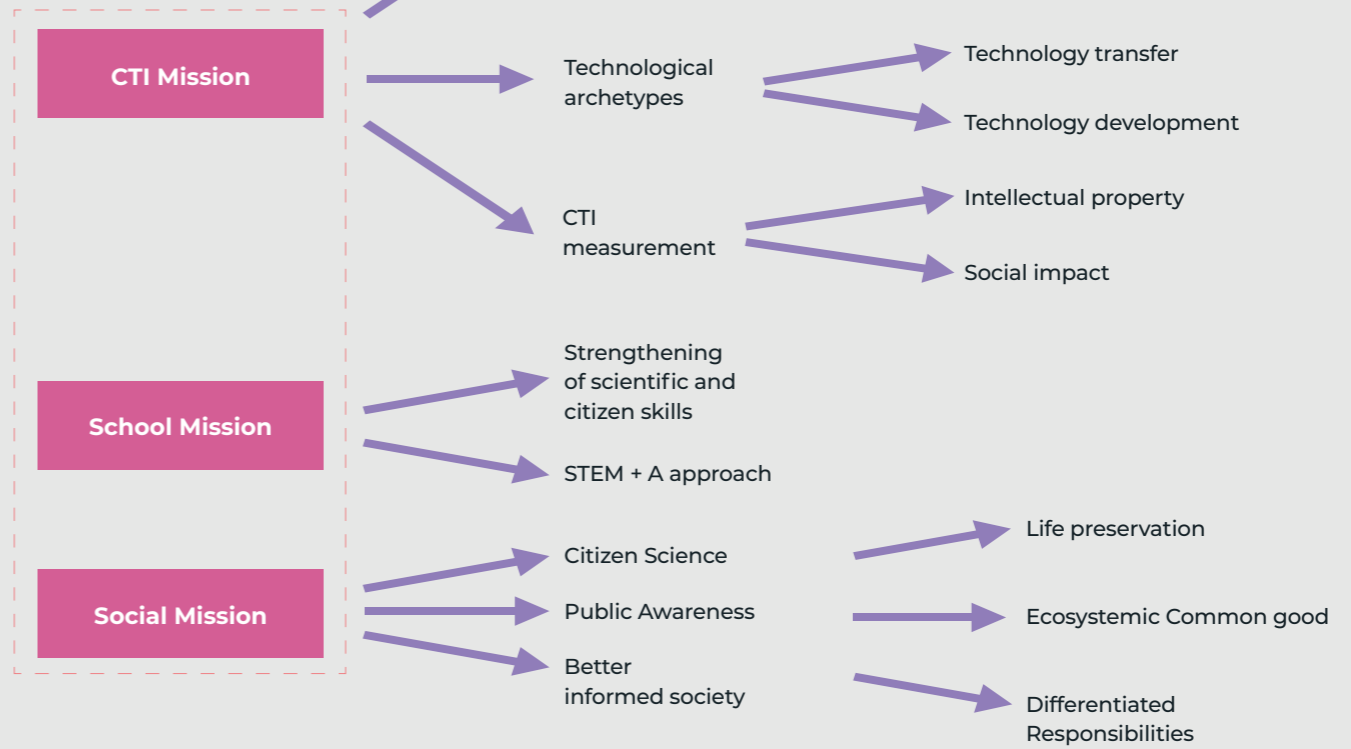 CTI Mission
Technological
archetypes
Technology transfer
Technology development
CTI
measurement
Intellectual property
Social impact
School Mission
Strengthening
of scientific and
citizen skills
STEM + A approach
Social Mission
Citizen Science
Public Awareness
Better
informed society
Life preservation
Ecosystemic Common good
Differentiated
Responsibilities